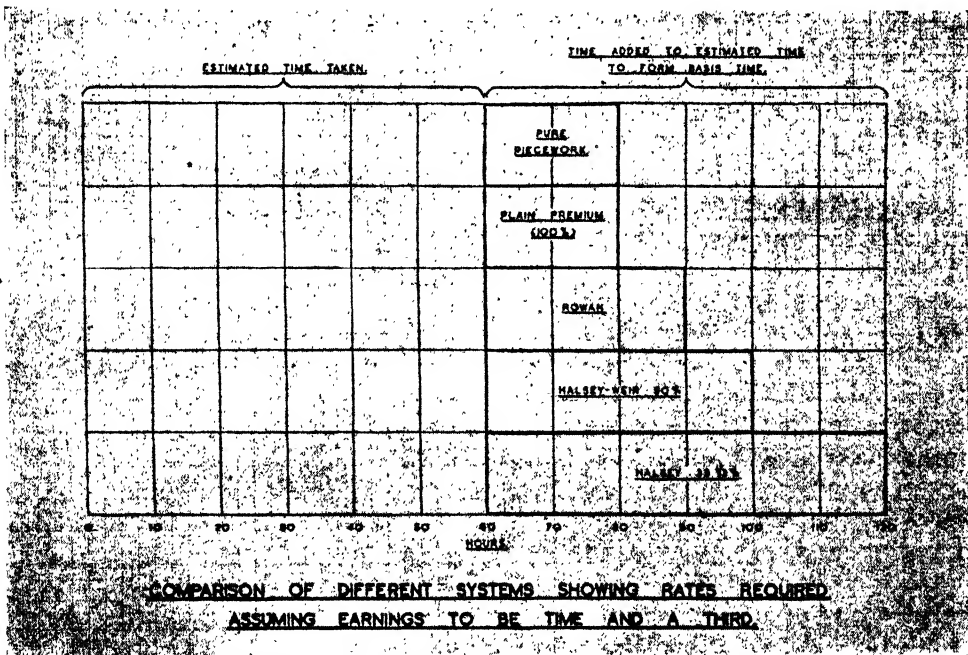 TIME ADDED TO ESTIMATED TIME
ESTIMATED TIME TAKEN.
TO FORM BASIS TIME.
PURE
PIECEWORK.
PLAIN PREMIUM
(100%)
ROWAN
HALSEY-WEIR 50%
HALSEY 33⅓%
0 10 20 30 40 50 60 70 80 90 100 110 120
HOURS.
COMPARISON OF DIFFERENT SYSTEMS SHOWING RATES REQUIRED
ASSUMING EARNINGS TO BE TIME AND A THIRD.